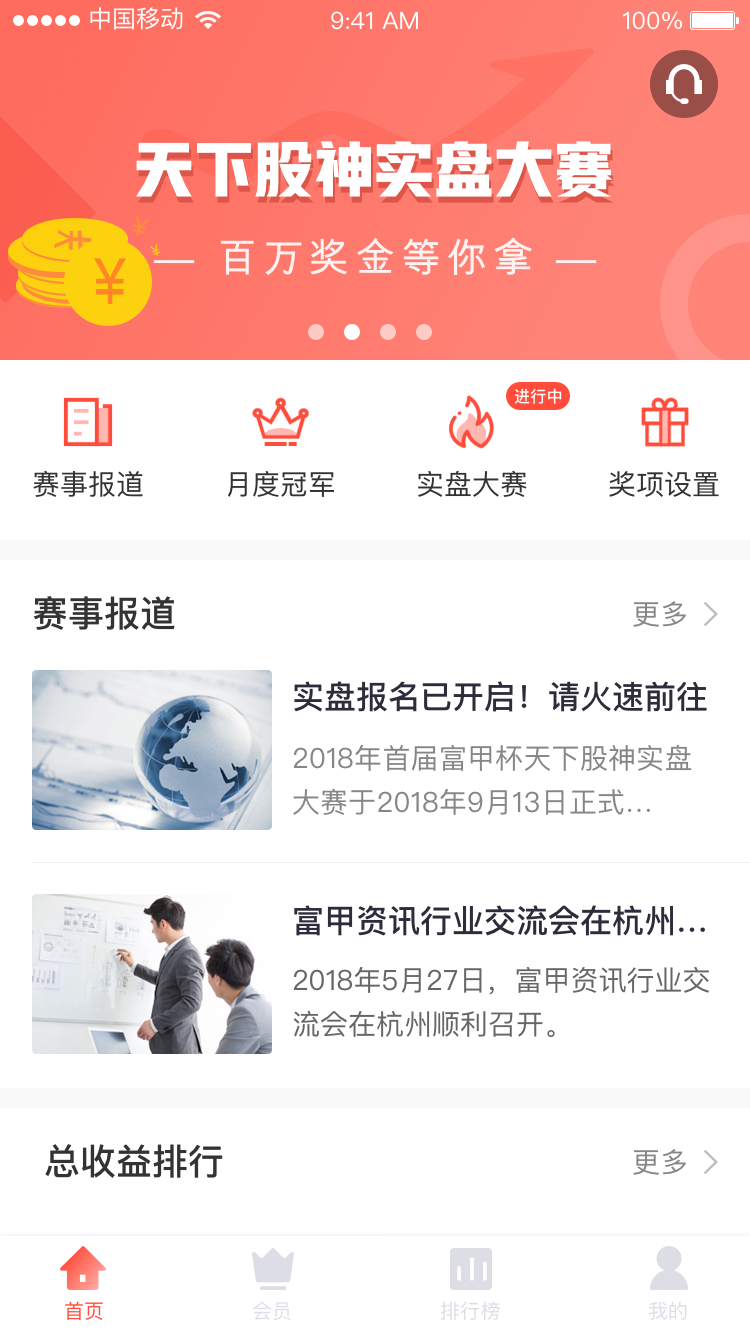 中国移动
9:41 AM
100%
天下股神实盘大赛
— 百万奖金等你拿 —
进行中
赛事报道
月度冠军
实盘大赛
奖项设置
赛事报道
更多
实盘报名已开启！请火速前往
2018年首届富甲杯天下股神实盘
大赛于2018年9月13日正式…
富甲资讯行业交流会在杭州…
2018年5月27日，富甲资讯行业交
流会在杭州顺利召开。
总收益排行
更多
首页
会员
排行榜
我的